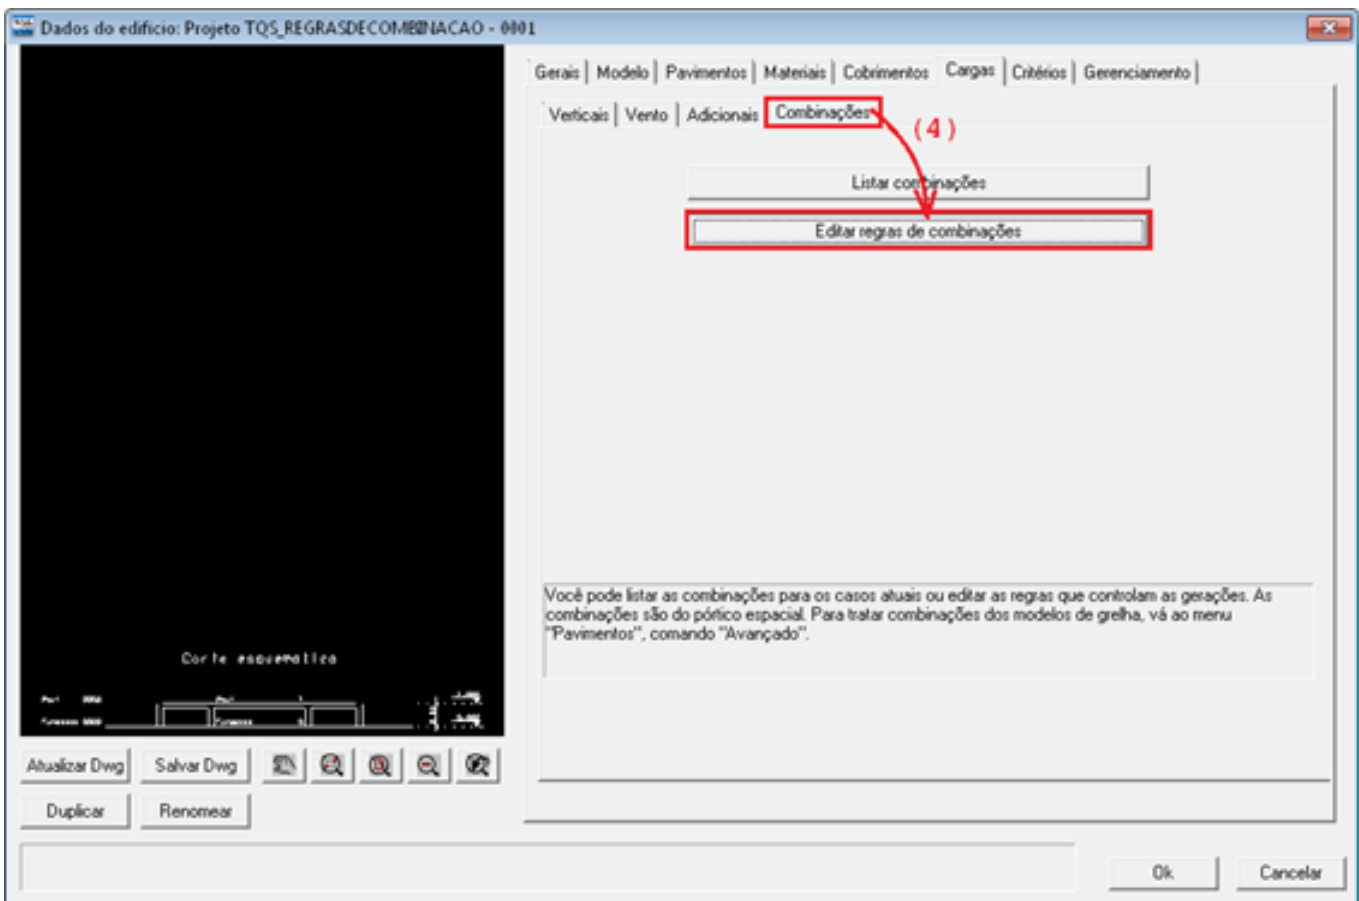 Dados do edifício: Projeto TQS_REGRASDECOMBINACAO - 0001
Gerais Modelo Pavimentos Materiais Cobrimentos Cargas Critérios Gerenciamento
Verticais Vento Adicionais Combinações
(4)
Listar combinações
Editar regras de combinações
Você pode listar as combinações para os casos atuais ou editar as regras que controlam as gerações. As
combinações são do pórtico espacial. Para tratar combinações dos modelos de grelha, vá ao menu
"Pavimentos", comando "Avançado".
Corte esquematico
Atualizar Dwg Salvar Dwg
Duplicar Renomear
Ok Cancelar